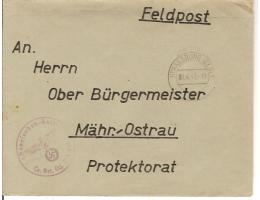 Feldpost
An.
Herrn
Ober Bürgermeister
Mähr.-Ostrau
Protektorat